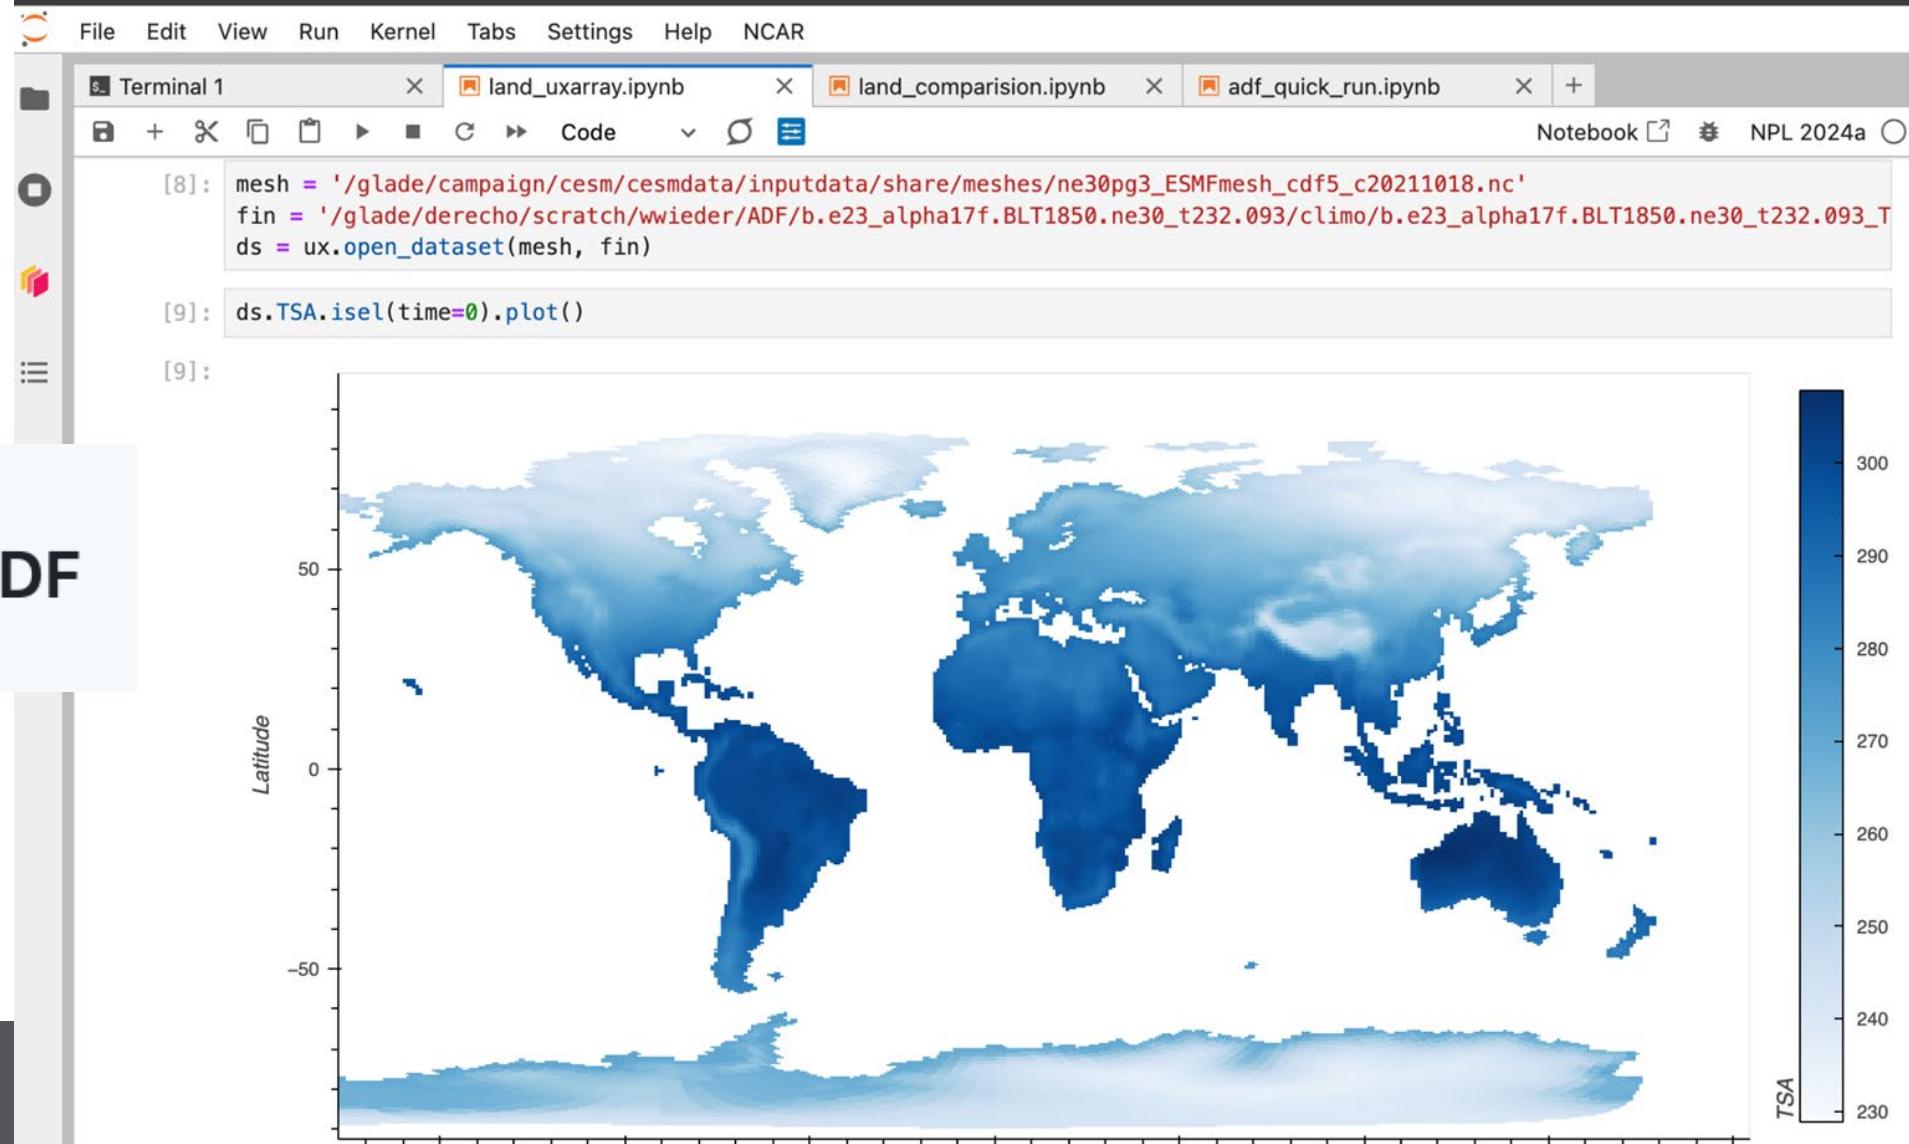 File Edit View Run Kernel Tabs Settings Help NCAR
Terminal 1 land_uxarray.ipynb land_comparision.ipynb adf_quick_run.ipynb
Code Notebook NPL 2024a
[8]: mesh = '/glade/campaign/cesm/cesmdata/inputdata/share/meshes/ne30pg3_ESMFmesh_cdf5_c20211018.nc'
fin = '/glade/derecho/scratch/wwieder/ADF/b.e23_alpha17f.BLT1850.ne30_t232.093/climo/b.e23_alpha17f.BLT1850.ne30_t232.093_T
ds = ux.open_dataset(mesh, fin)
[9]: ds.TSA.isel(time=0).plot()
[9]:
DF
Latitude
50
0
−50
300
290
280
270
260
250
240
230
TSA